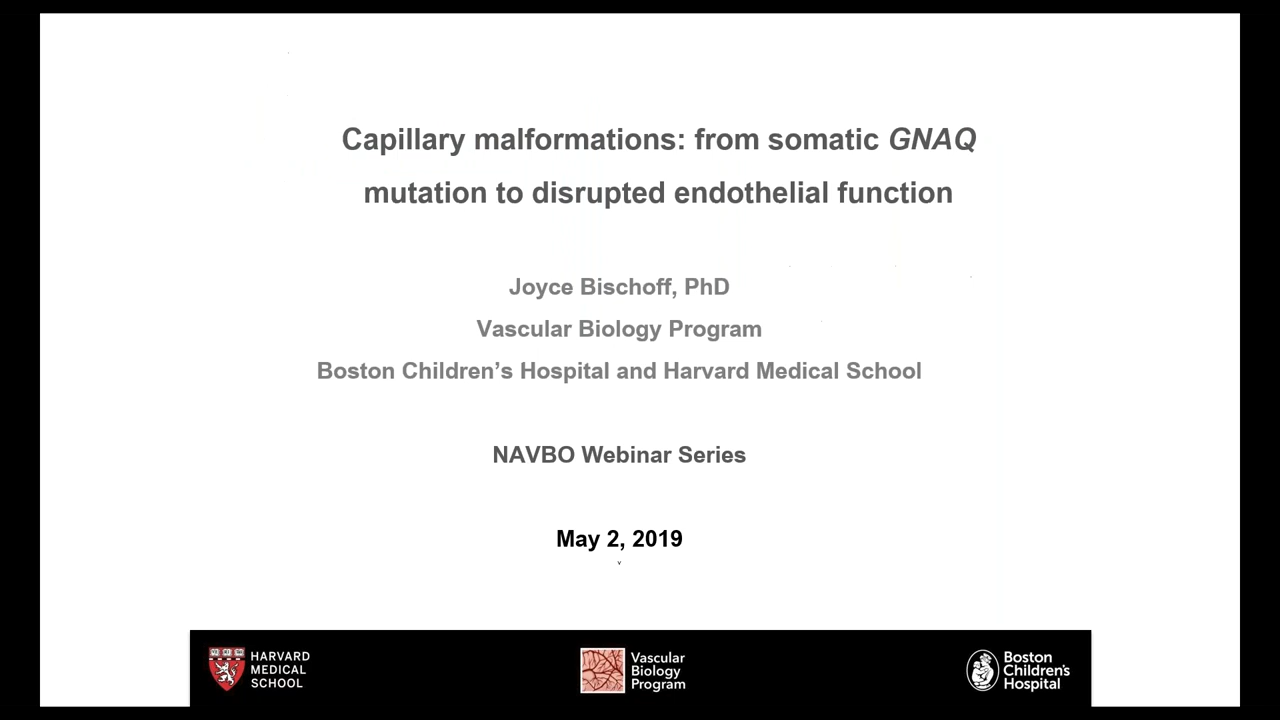 Capillary malformations: from somatic GNAQ
mutation to disrupted endothelial function
Joyce Bischoff, PhD
Vascular Biology Program
Boston Children’s Hospital and Harvard Medical School
NAVBO Webinar Series
May 2, 2019
v
HARVARD
MEDICAL
SCHOOL
Vascular
Biology
Program
Boston
Children's
Hospital